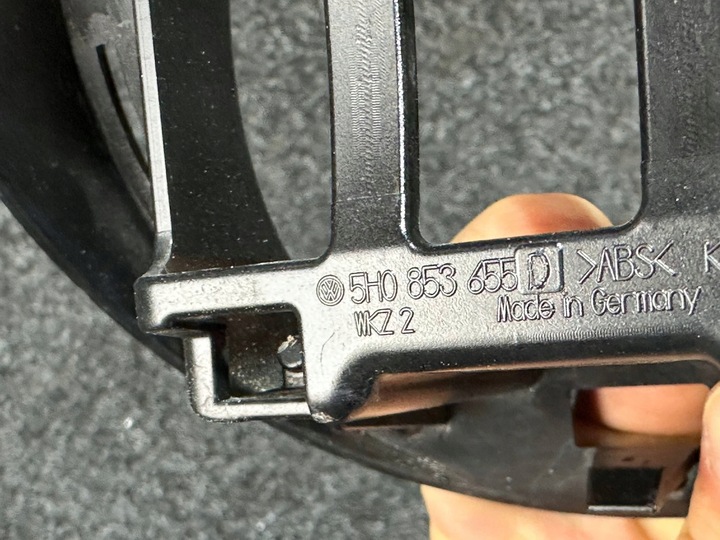 5H0 853 655 D >ABS<
WKZ 2 Made in Germany